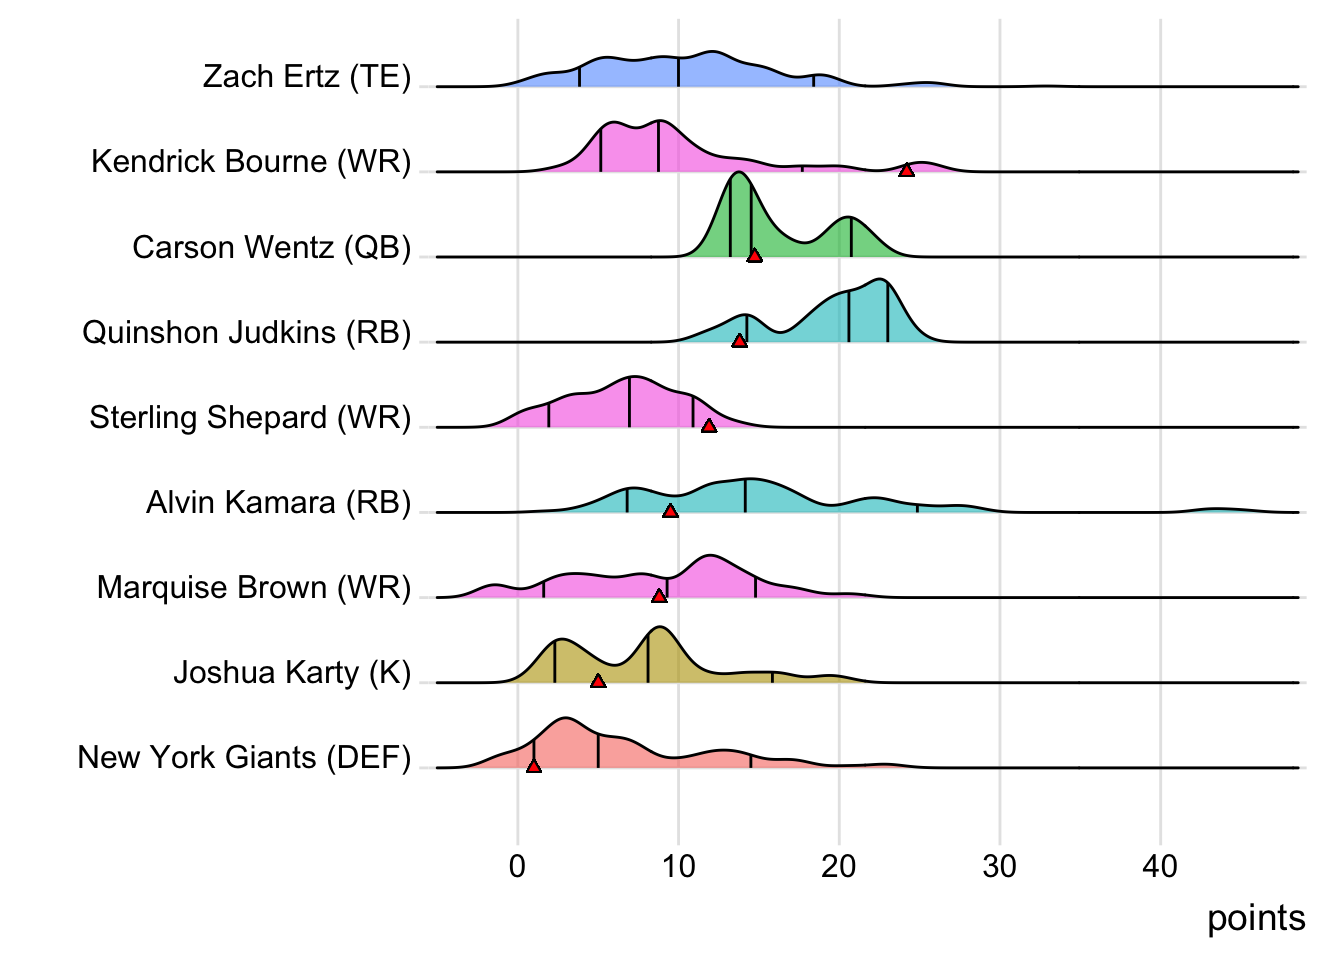 Zach Ertz (TE)
Kendrick Bourne (WR)
Carson Wentz (QB)
Quinshon Judkins (RB)
Sterling Shepard (WR)
Alvin Kamara (RB)
Marquise Brown (WR)
Joshua Karty (K)
New York Giants (DEF)
0 10 20 30 40
points